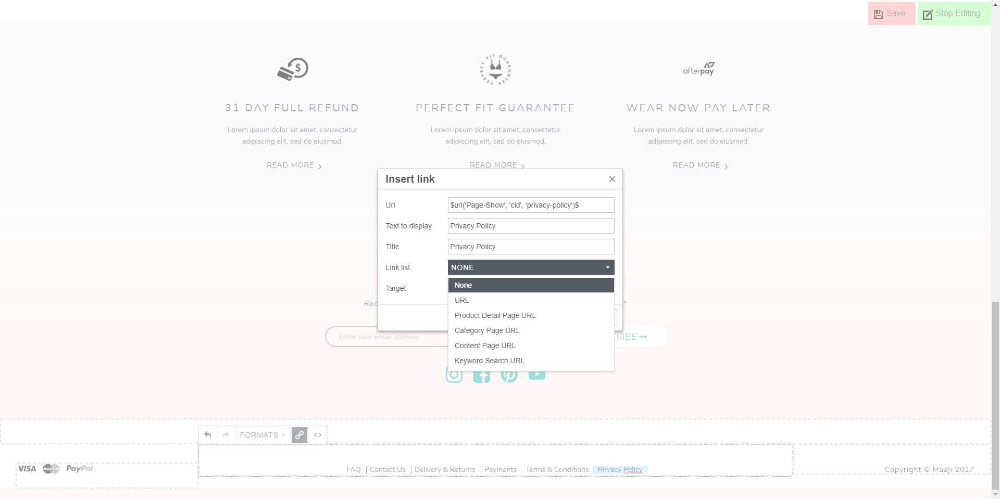 Save
Stop Editing
PERFECT FIT GUARANTEE
afterpay
31 DAY FULL REFUND
PERFECT FIT GUARANTEE
WEAR NOW PAY LATER
Lorem ipsum dolor sit amet, consectetur
adipiscing elit, sed do eiusmod.
Lorem ipsum dolor sit amet, consectetur
adipiscing elit, sed do eiusmod.
Lorem ipsum dolor sit amet, consectetur
adipiscing elit, sed do eiusmod.
READ MORE
READ MORE
READ MORE
Insert link
Url
$url('Page-Show', 'cid', 'privacy-policy')$
Text to display
Privacy Policy
Title
Privacy Policy
Link list
NONE
Target
None
URL
Product Detail Page URL
Category Page URL
Content Page URL
Keyword Search URL
Rec
*
Enter your email address
CRIBE
FORMATS
VISA MasterCard PayPal
FAQ | Contact Us | Delivery & Returns | Payments | Terms & Conditions Privacy Policy
Copyright © Maaji 2017